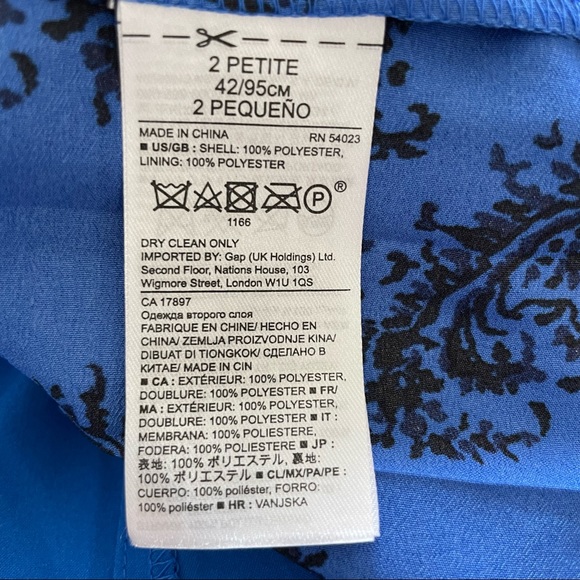 2 PETITE
42/95CM
2 PEQUEÑO
MADE IN CHINA RN 54023
■ US/GB : SHELL: 100% POLYESTER,
LINING: 100% POLYESTER
P ®
1166
DRY CLEAN ONLY
IMPORTED BY: Gap (UK Holdings) Ltd.
Second Floor, Nations House, 103
Wigmore Street, London W1U 1QS
CA 17897
Одежда второго слоя
FABRIQUE EN CHINE/ HECHO EN
CHINA/ ZEMLJA PROIZVODNJE KINA/
DIBUAT DI TIONGKOK/ СДЕЛАНО В
КИТАЕ/ MADE IN CIN
■ CA : EXTÉRIEUR: 100% POLYESTER,
DOUBLURE: 100% POLYESTER ■ FR/
MA : EXTÉRIEUR: 100% POLYESTER,
DOUBLURE: 100% POLYESTER ■ IT :
MEMBRANA: 100% POLIESTERE,
FODERA: 100% POLIESTERE ■ JP :
表地: 100% ポリエステル, 裏地:
100% ポリエステル ■ CL/MX/PA/PE :
CUERPO: 100% poliéster, FORRO:
100% poliéster ■ HR : VANJSKA